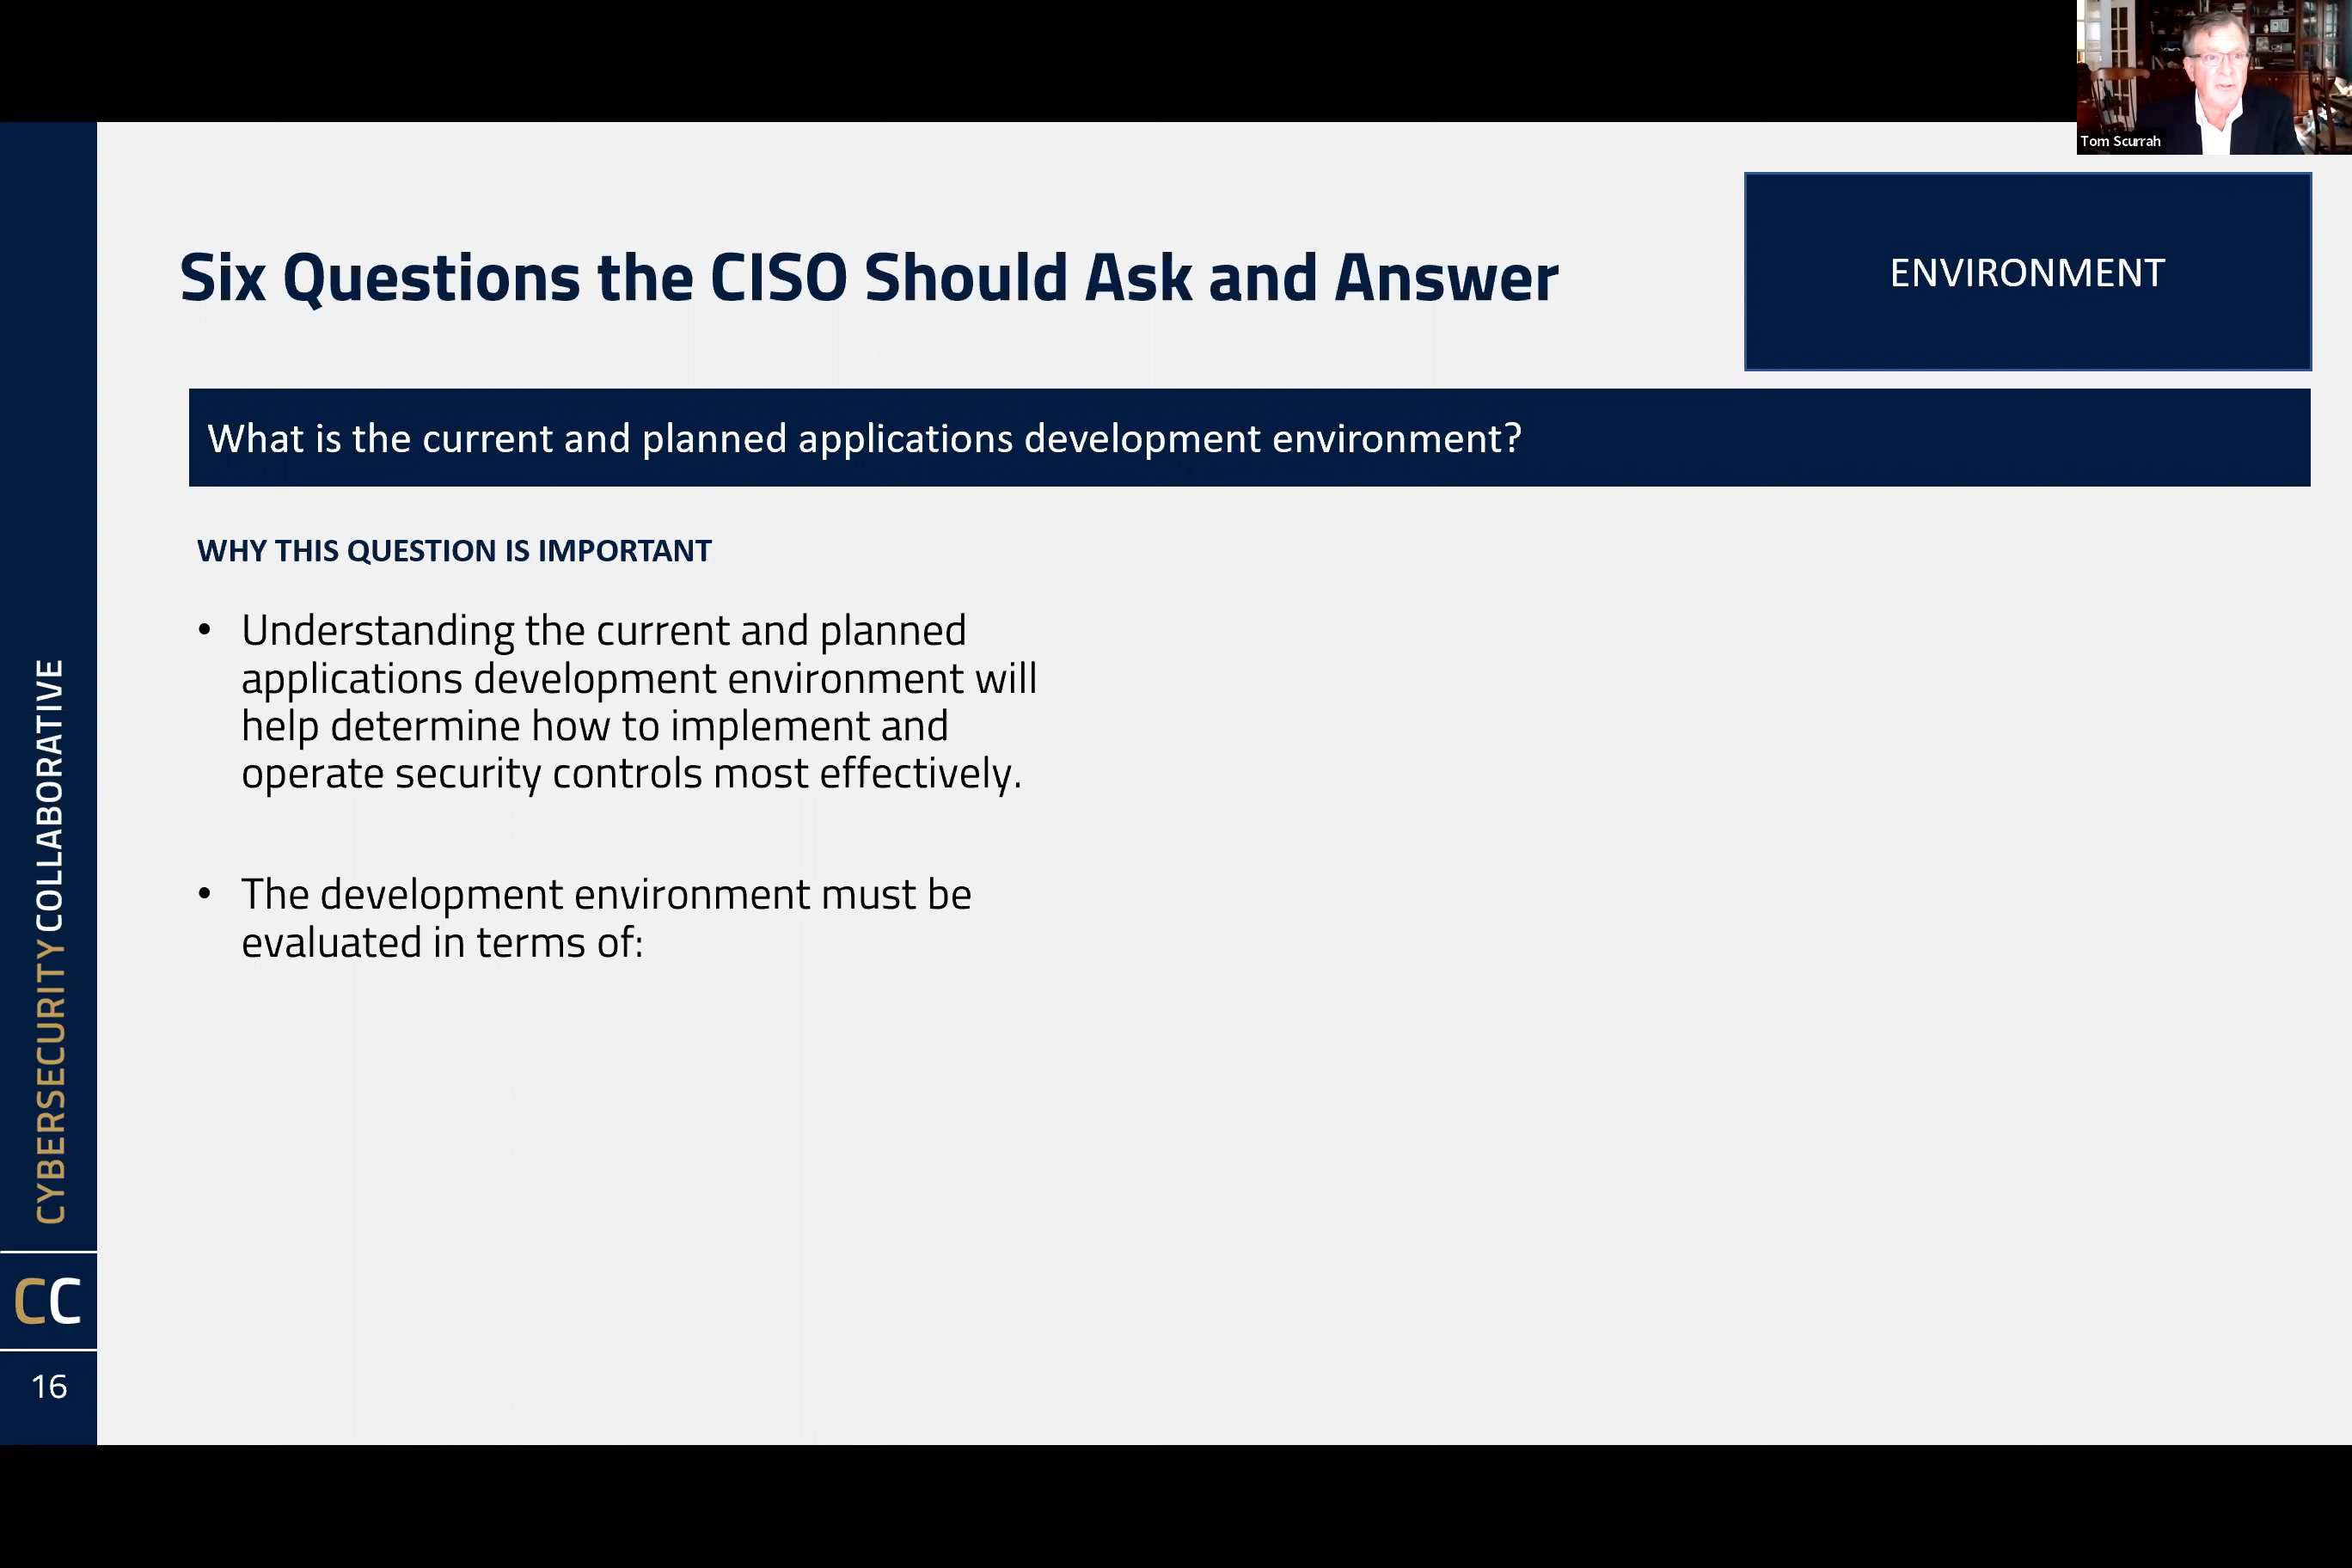 Tom Scurrah
Six Questions the CISO Should Ask and Answer
ENVIRONMENT
What is the current and planned applications development environment?
WHY THIS QUESTION IS IMPORTANT
• Understanding the current and planned
applications development environment will
help determine how to implement and
operate security controls most effectively.
• The development environment must be
evaluated in terms of:
CYBERSECURITY COLLABORATIVE
CC
16